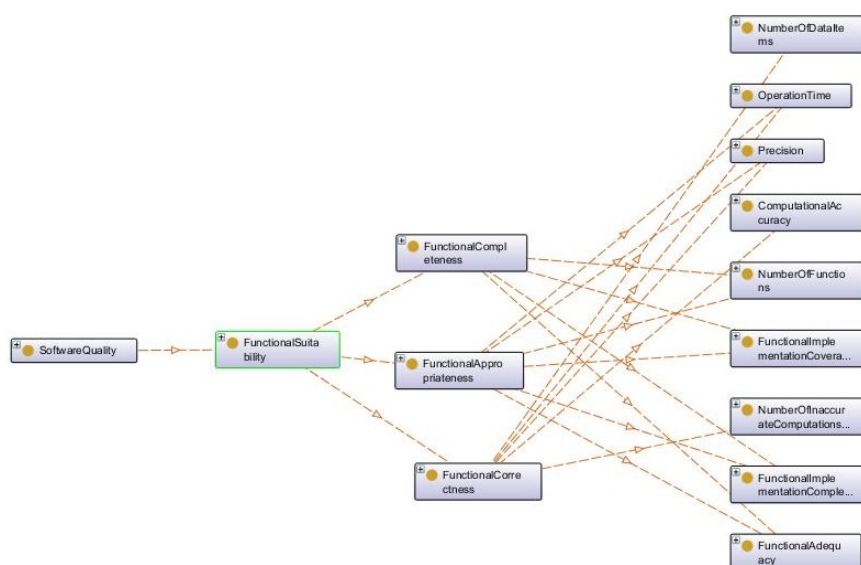 NumberOfDataIte
ms
OperationTime
Precision
ComputationalAc
curacy
FunctionalCompl
eteness
NumberOfFunctio
ns
SoftwareQuality
FunctionalSuita
bility
FunctionalImple
mentationCovera...
FunctionalAppro
priateness
NumberOfInaccur
ateComputations...
FunctionalCorre
ctness
FunctionalImple
mentationComple...
FunctionalAdequ
acy